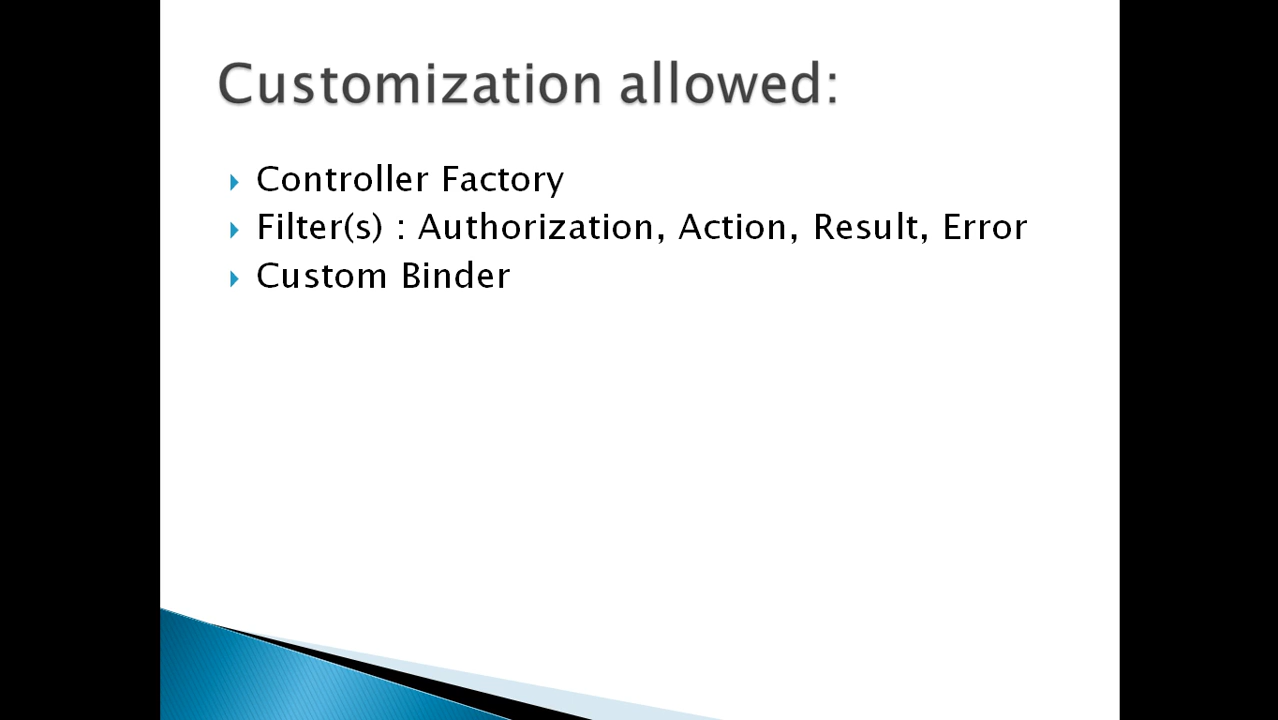 Customization allowed:
Controller Factory
Filter(s) : Authorization, Action, Result, Error
Custom Binder